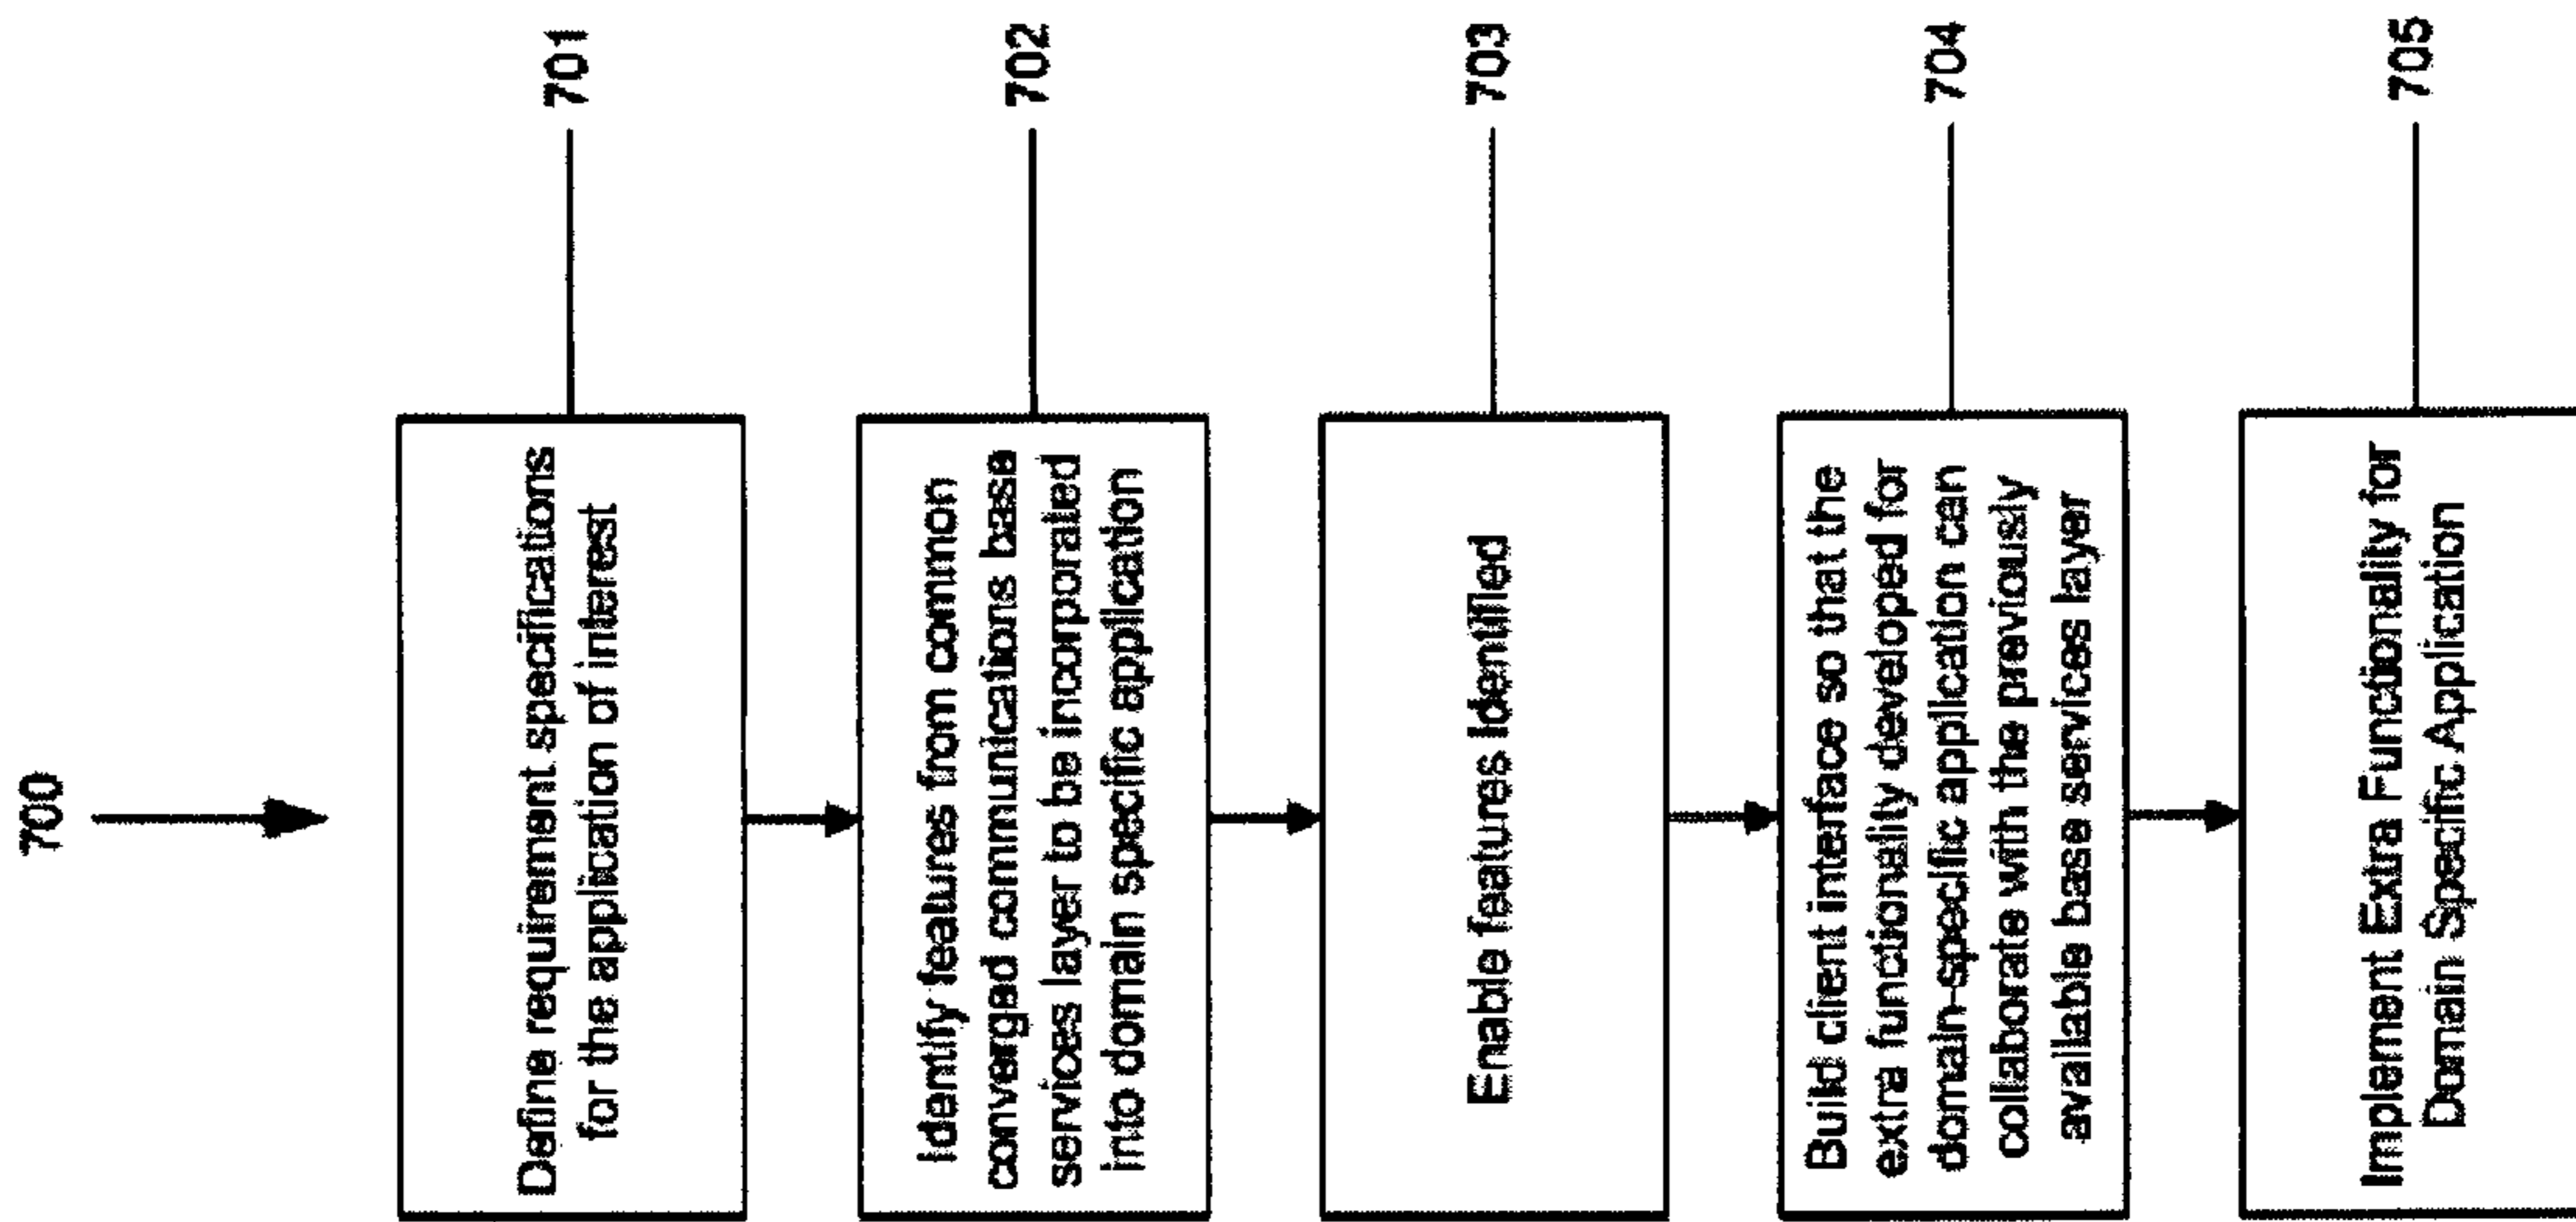 700
Define requirement specifications
for the application of interest
701
Identify features from common
converged communications base
services layer to be incorporated
into domain specific application
702
Enable features Identified
703
Build client interface so that the
extra functionality developed for
domain-specific application can
collaborate with the previously
available base services layer
704
Implement Extra Functionality for
Domain Specific Application
705